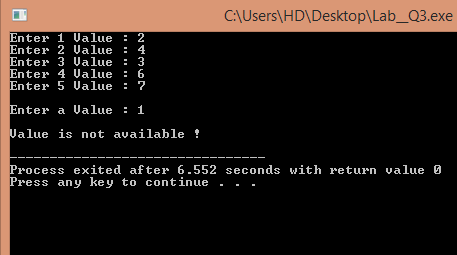 C:\Users\HD\Desktop\Lab__Q3.exe
Enter 1 Value : 2
Enter 2 Value : 4
Enter 3 Value : 3
Enter 4 Value : 6
Enter 5 Value : 7
Enter a Value : 1
Value is not available !
--------------------------------
Process exited after 6.552 seconds with return value 0
Press any key to continue . . .